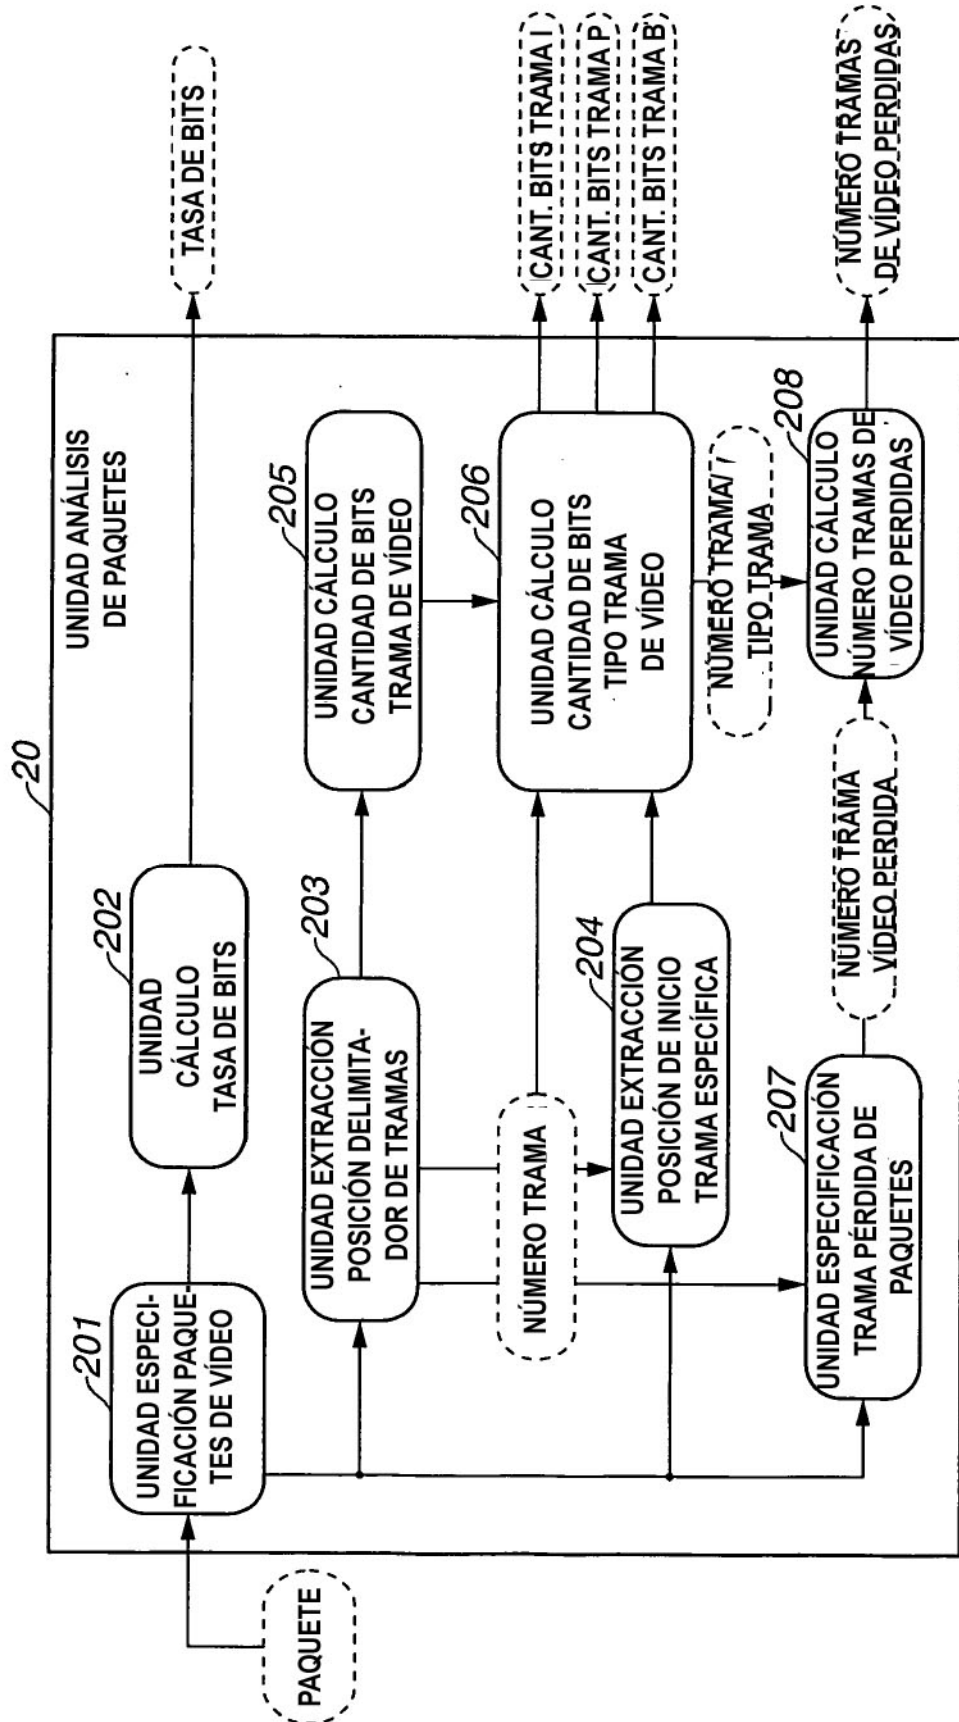 20
UNIDAD ANÁLISIS
DE PAQUETES
PAQUETE
201
UNIDAD ESPECI-
FICACIÓN PAQUE-
TES DE VÍDEO
202
UNIDAD
CÁLCULO
TASA DE BITS
TASA DE BITS
203
UNIDAD EXTRACCIÓN
POSICIÓN DELIMITA-
DOR DE TRAMAS
205
UNIDAD CÁLCULO
CANTIDAD DE BITS
TRAMA DE VÍDEO
NÚMERO TRAMA
204
UNIDAD EXTRACCIÓN
POSICIÓN DE INICIO
TRAMA ESPECÍFICA
206
UNIDAD CÁLCULO
CANTIDAD DE BITS
TIPO TRAMA
DE VÍDEO
CANT. BITS TRAMA I
CANT. BITS TRAMA P
CANT. BITS TRAMA B
NÚMERO TRAMA/
TIPO TRAMA
207
UNIDAD ESPECIFICACIÓN
TRAMA PÉRDIDA DE
PAQUETES
NÚMERO TRAMA
VÍDEO PERDIDA
208
UNIDAD CÁLCULO
NÚMERO TRAMAS DE
VÍDEO PERDIDAS
NÚMERO TRAMAS
DE VÍDEO PERDIDAS